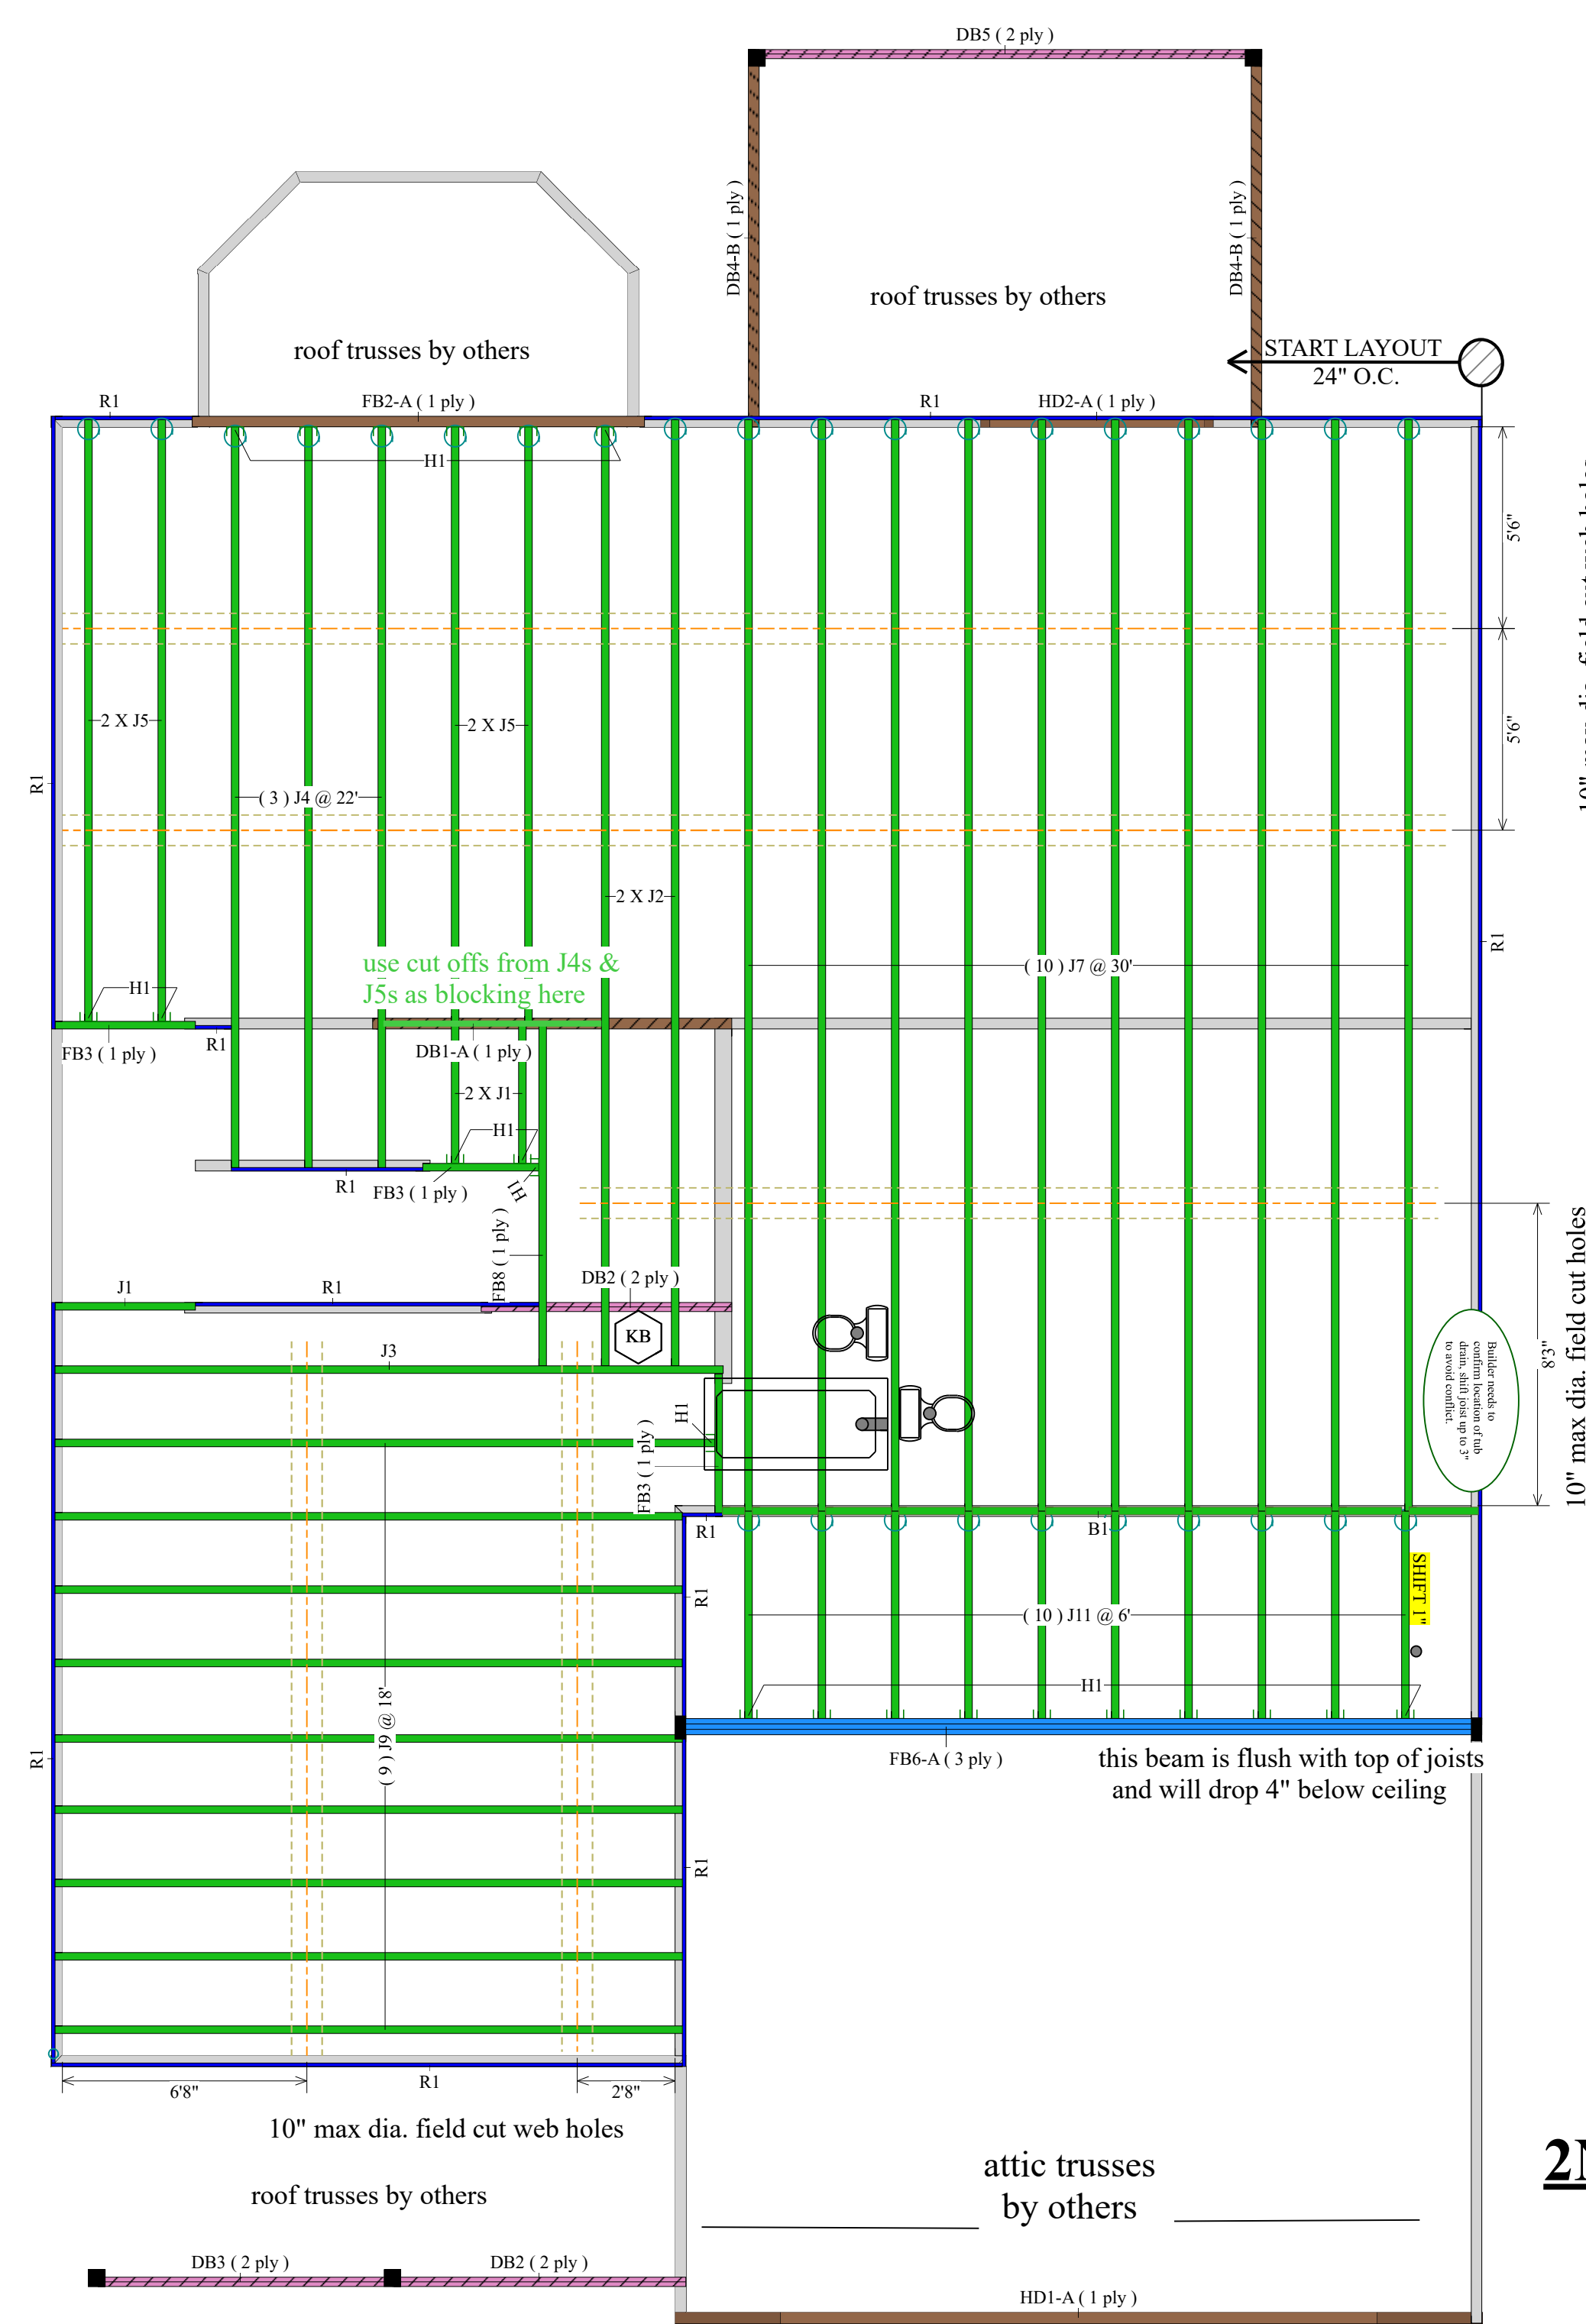 DB5 ( 2 ply )
DB4-B ( 1 ply )
DB4-B ( 1 ply )
roof trusses by others
roof trusses by others
START LAYOUT
24" O.C.
R1
FB2-A ( 1 ply )
R1
HD2-A ( 1 ply )
H1
5'6"
5'6"
2 X J5
2 X J5
R1
( 3 ) J4 @ 22'
2 X J2
R1
use cut offs from J4s &
J5s as blocking here
( 10 ) J7 @ 30'
H1
FB3 ( 1 ply )
R1
DB1-A ( 1 ply )
2 X J1
H1
R1
FB3 ( 1 ply )
H1
FB8 ( 1 ply )
J1
R1
DB2 ( 2 ply )
KB
J3
8'3"
10" max dia. field cut holes
Builder needs to
confirm location of tub
drain, shift joist up to 3"
to avoid conflict.
H1
FB3 ( 1 ply )
R1
B1
R1
SHIFT 1"
( 10 ) J11 @ 6'
H1
( 9 ) J9 @ 18'
R1
FB6-A ( 3 ply )
this beam is flush with top of joists
and will drop 4" below ceiling
R1
6'8"
R1
2'8"
10" max dia. field cut web holes
roof trusses by others
attic trusses
by others
DB3 ( 2 ply )
DB2 ( 2 ply )
HD1-A ( 1 ply )